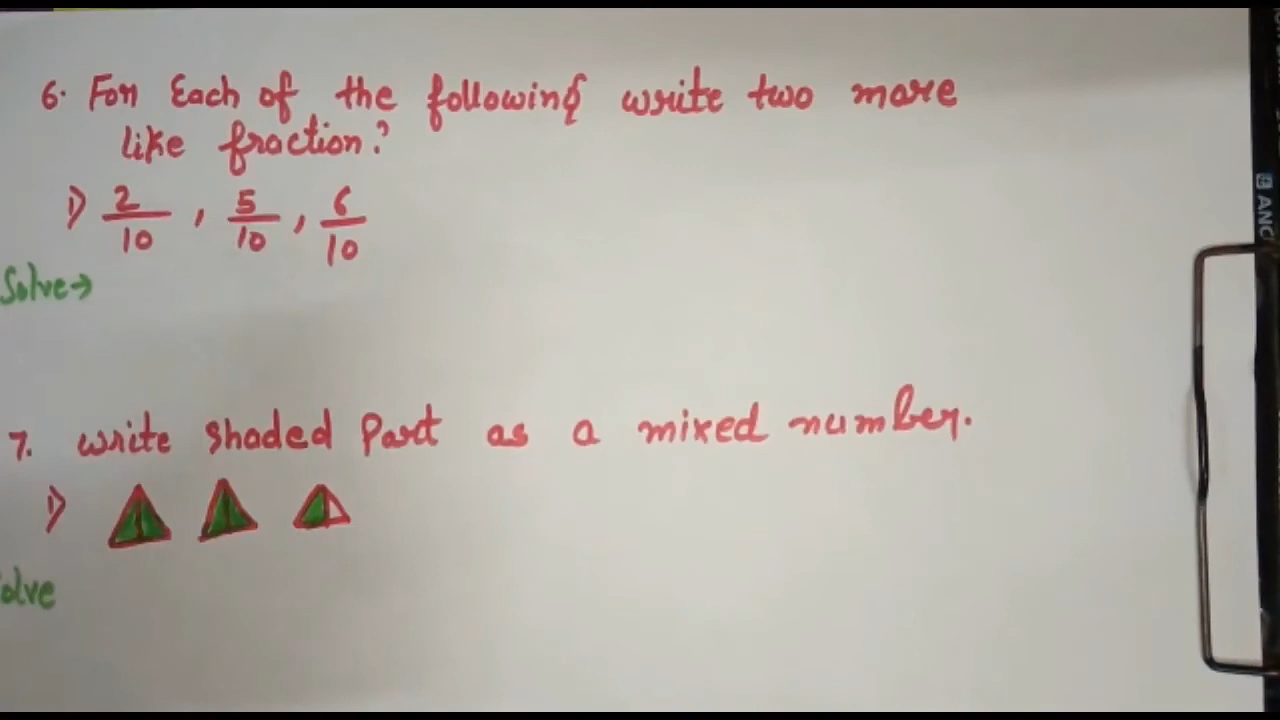 6. For Each of the following write two more
like fraction?
1) 2/10 , 5/10 , 6/10
Solve→
7. write shaded Part as a mixed number.
1)
olve
ANC